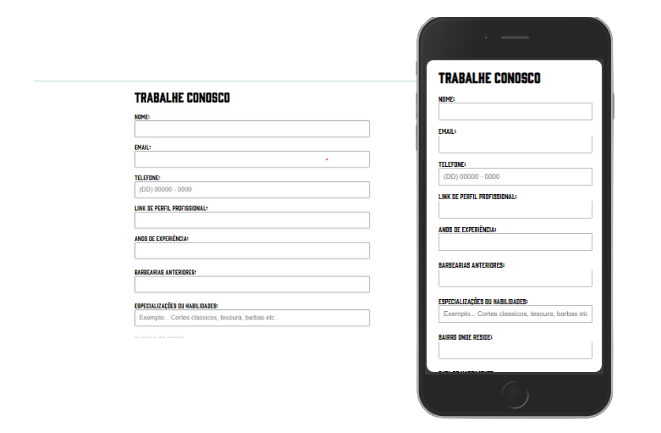 TRABALHE CONOSCO
NOME:
EMAIL:
TELEFONE:
(DD) 00000 - 0000
LINK DE PERFIL PROFISSIONAL:
ANOS DE EXPERIÊNCIA:
BARBEARIAS ANTERIORES:
ESPECIALIZAÇÕES OU HABILIDADES:
Exemplo... Cortes classicos, tesoura, barbas etc...
TRABALHE CONOSCO
NOME:
EMAIL:
TELEFONE:
(DD) 00000 - 0000
LINK DE PERFIL PROFISSIONAL:
ANOS DE EXPERIÊNCIA:
BARBEARIAS ANTERIORES:
ESPECIALIZAÇÕES OU HABILIDADES:
Exemplo... Cortes classicos, tesoura, barbas etc
BAIRRO ONDE RESIDE: